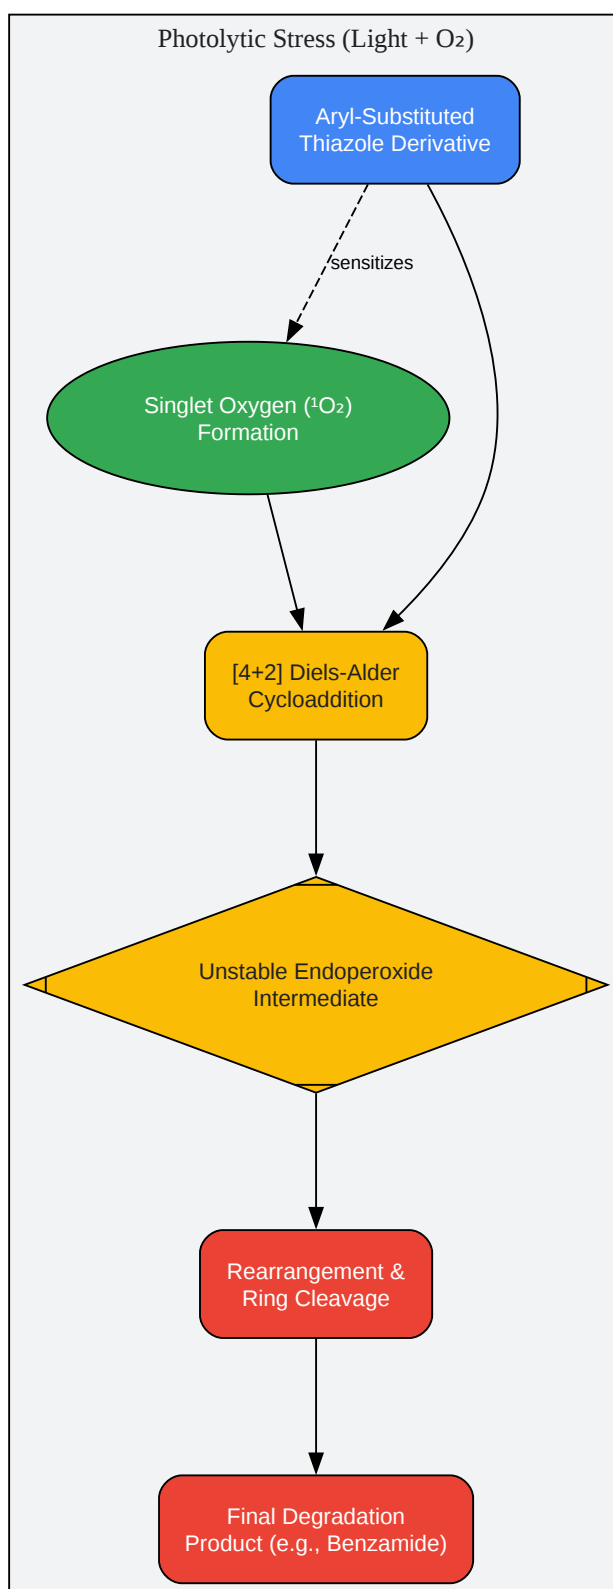 Photolytic Stress (Light + O₂)
Aryl-Substituted
Thiazole Derivative
sensitizes
Singlet Oxygen (¹O₂)
Formation
[4+2] Diels-Alder
Cycloaddition
Unstable Endoperoxide
Intermediate
Rearrangement &
Ring Cleavage
Final Degradation
Product (e.g., Benzamide)